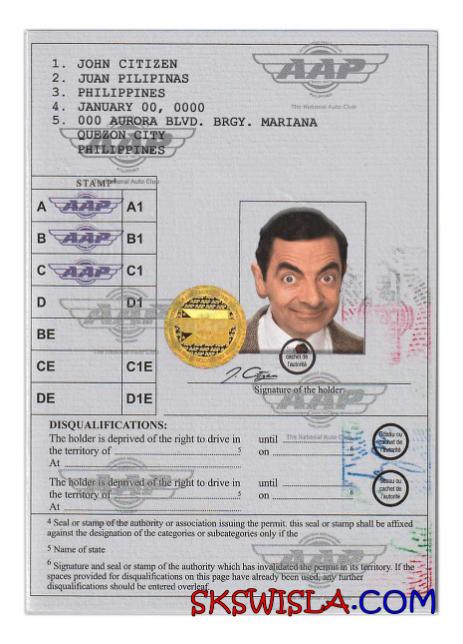 AAP
The National Auto Club
1. JOHN CITIZEN
2. JUAN PILIPINAS
3. PHILIPPINES
4. JANUARY 00, 0000
5. 000 AURORA BLVD. BRGY. MARIANA
QUEZON CITY
PHILIPPINES
STAMP⁴
A AAP A1
B AAP B1
C AAP C1
D D1
BE
CE C1E
DE D1E
cachet de l'autorité
J. Citizen
Signature of the holder
DISQUALIFICATIONS:
The holder is deprived of the right to drive in until
the territory of ⁵ on
At
The holder is deprived of the right to drive in until
the territory of ⁵ on
At
Sceau ou cachet de l'autorité
Sceau ou cachet de l'autorité
⁴ Seal or stamp of the authority or association issuing the permit, this seal or stamp shall be affixed
against the designation of the categories or subcategories only if the
⁵ Name of state
⁶ Signature and seal or stamp of the authority which has invalidated the permit in its territory. If the
spaces provided for disqualifications on this page have already been used, any further
disqualifications should be entered overleaf.
SKSWISLA.COM